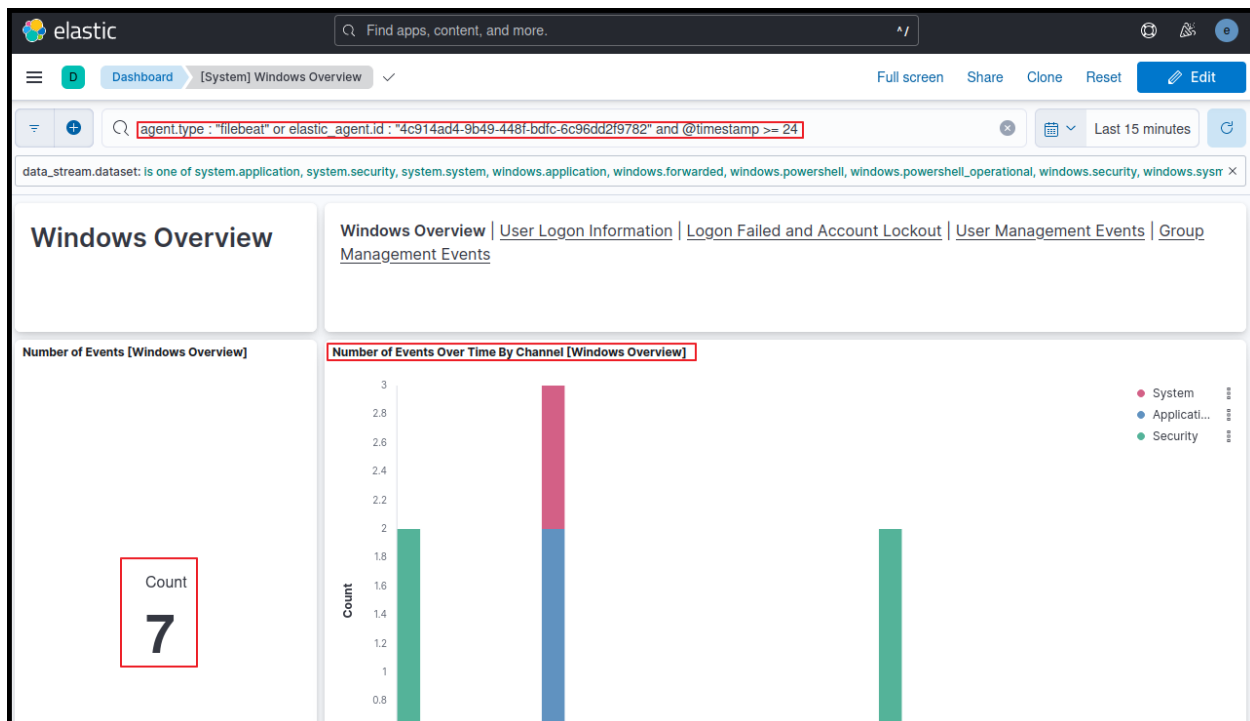 elastic
Find apps, content, and more.
^/
e
D
Dashboard
[System] Windows Overview
Full screen
Share
Clone
Reset
Edit
agent.type : "filebeat" or elastic_agent.id : "4c914ad4-9b49-448f-bdfc-6c96dd2f9782" and @timestamp >= 24
Last 15 minutes
data_stream.dataset: is one of system.application, system.security, system.system, windows.application, windows.forwarded, windows.powershell, windows.powershell_operational, windows.security, windows.sysm
Windows Overview
Windows Overview | User Logon Information | Logon Failed and Account Lockout | User Management Events | Group
Management Events
Number of Events [Windows Overview]
Count
7
Number of Events Over Time By Channel [Windows Overview]
3
2.8
2.6
2.4
2.2
2
1.8
1.6
1.4
1.2
1
0.8
Count
System
Applicati...
Security